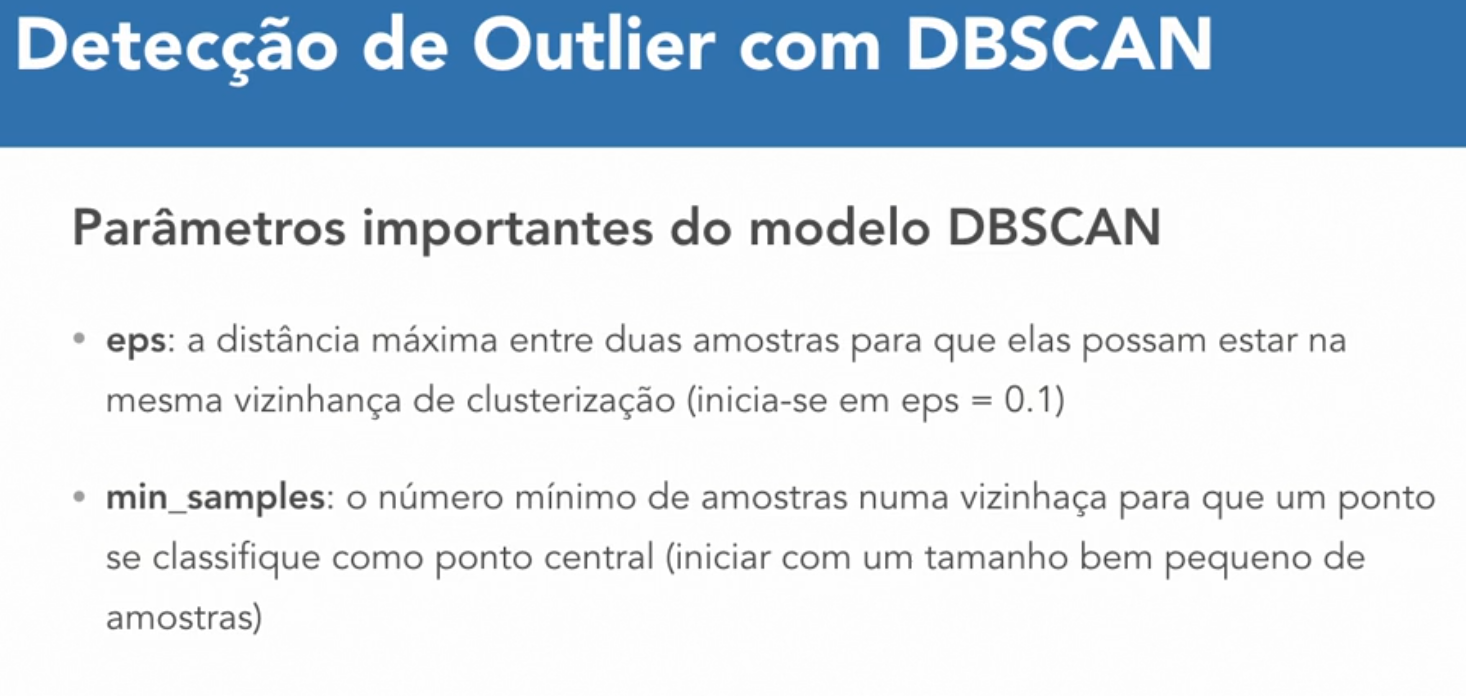 Detecção de Outlier com DBSCAN
Parâmetros importantes do modelo DBSCAN
• eps: a distância máxima entre duas amostras para que elas possam estar na
mesma vizinhança de clusterização (inicia-se em eps = 0.1)
• min_samples: o número mínimo de amostras numa vizinhaça para que um ponto
se classifique como ponto central (iniciar com um tamanho bem pequeno de
amostras)